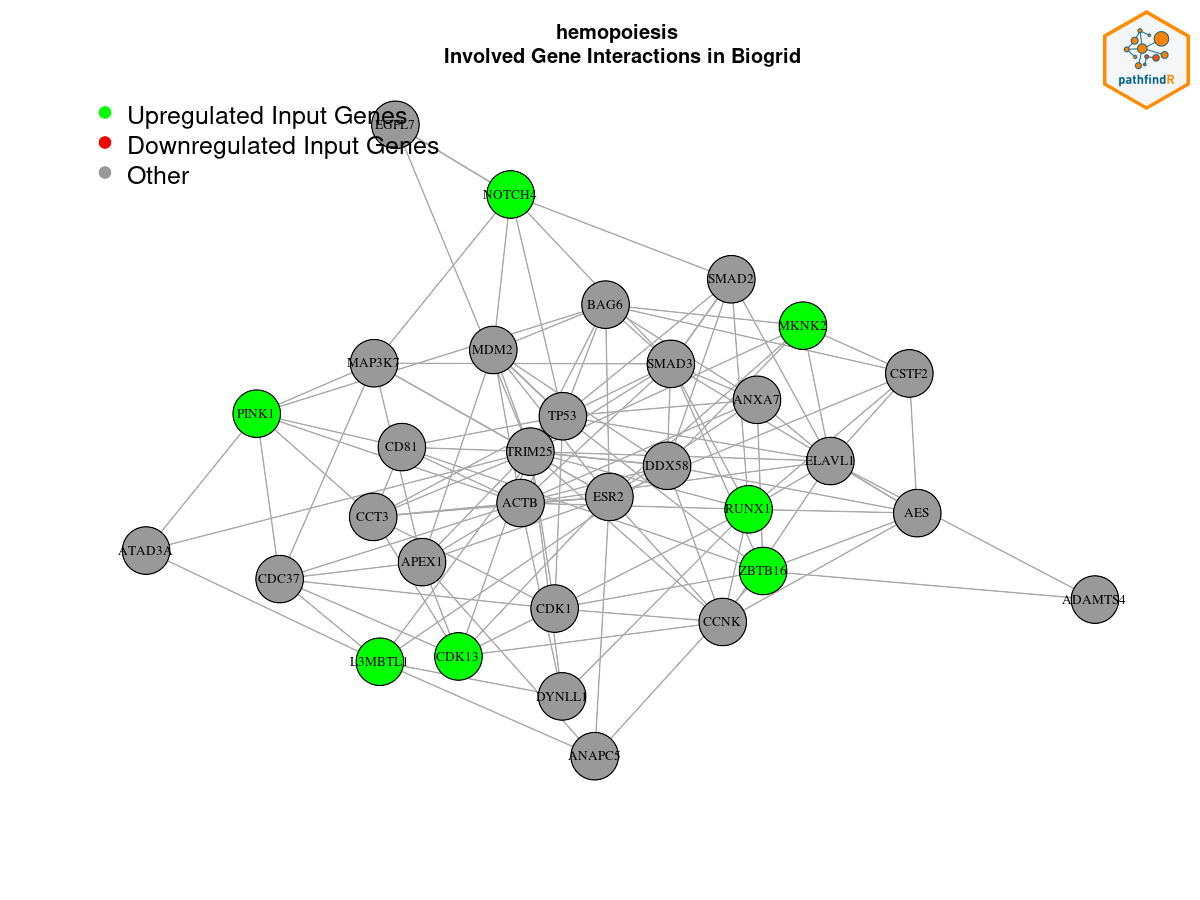 hemopoiesis
Involved Gene Interactions in Biogrid
pathfindR
Upregulated Input Genes
Downregulated Input Genes
Other
EGFL7
NOTCH4
SMAD2
BAG6
MKNK2
MDM2
MAP3K7
SMAD3
CSTF2
ANXA7
PINK1
TP53
CD81
TRIM25
ELAVL1
DDX58
ESR2
ACTB
RUNX1
AES
CCT3
ATAD3A
APEX1
ZBTB16
CDC37
ADAMTS4
CDK1
CCNK
CDK13
L3MBTL1
DYNLL1
ANAPC5